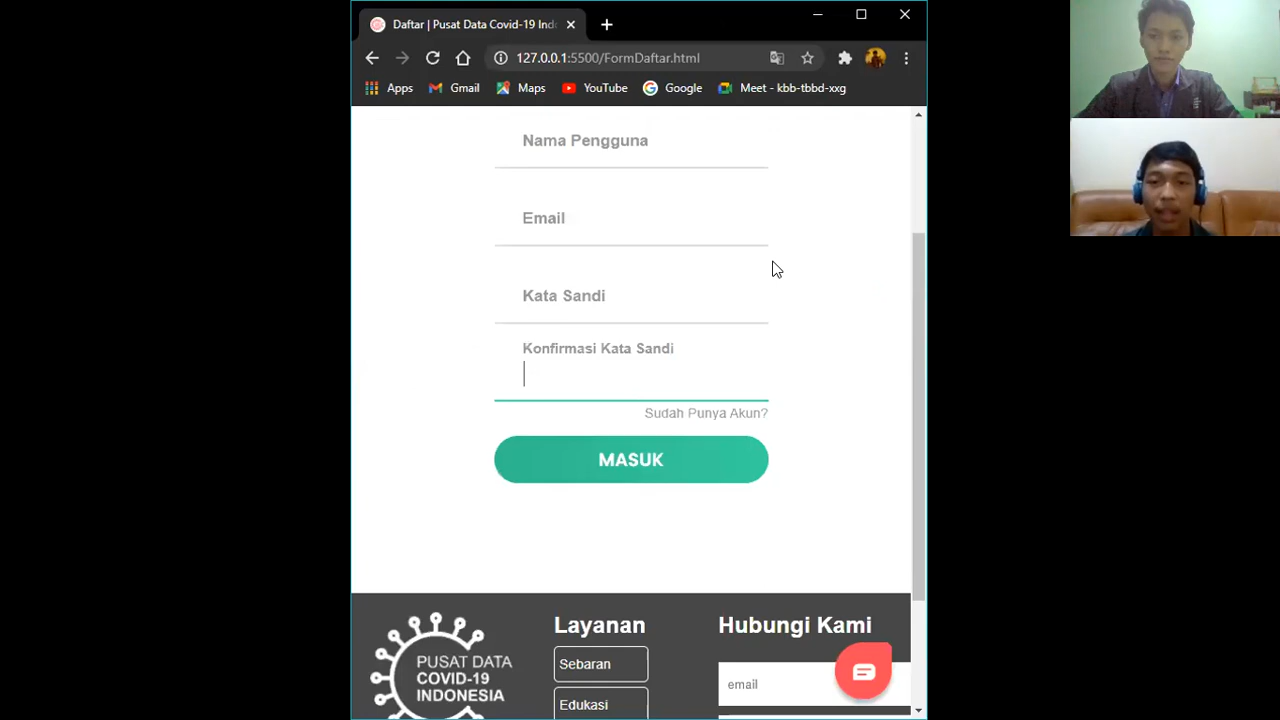 Daftar | Pusat Data Covid-19 Ind
127.0.0.1:5500/FormDaftar.html
Apps Gmail Maps YouTube Google Meet - kbb-tbbd-xxg
Nama Pengguna
Email
Kata Sandi
Konfirmasi Kata Sandi
Sudah Punya Akun?
MASUK
PUSAT DATA
COVID-19
INDONESIA
Layanan
Sebaran
Edukasi
Hubungi Kami
email